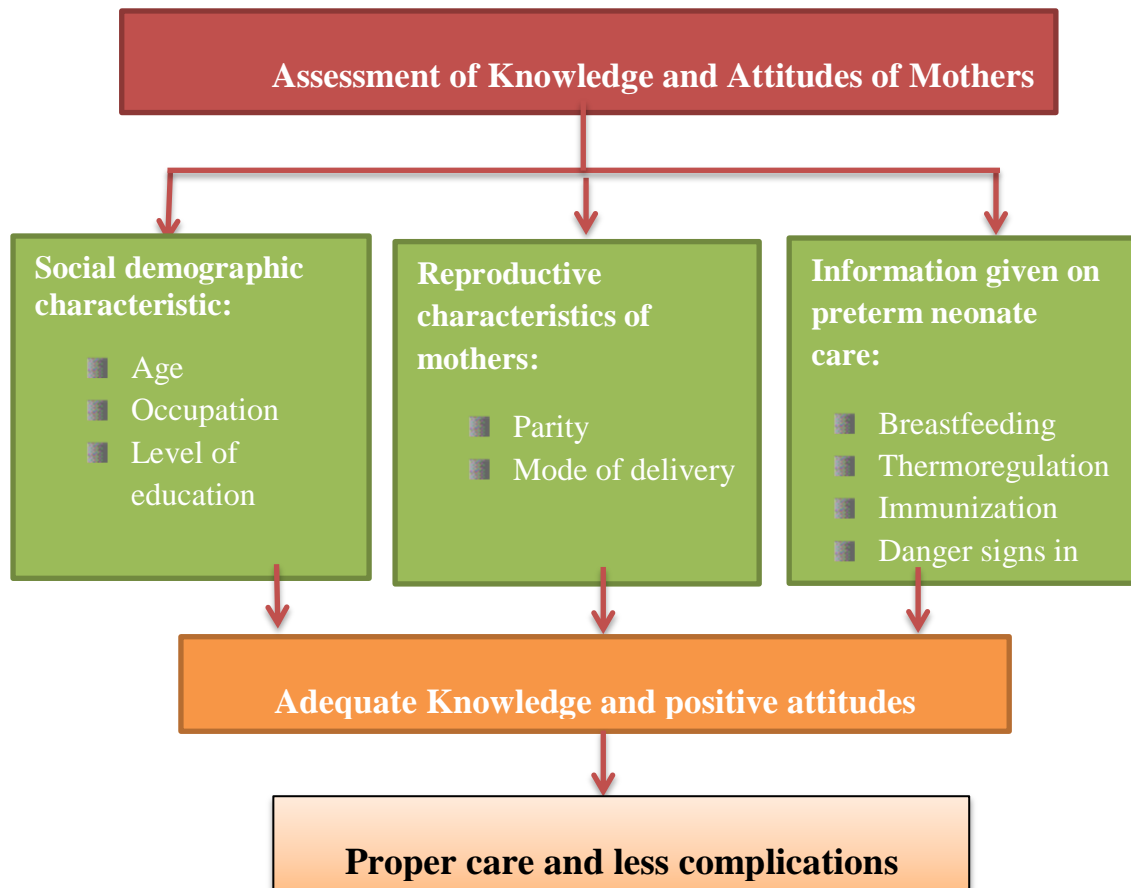 Assessment of Knowledge and Attitudes of Mothers
Social demographic
characteristic:
Age
Occupation
Level of
education
Reproductive
characteristics of
mothers:
Parity
Mode of delivery
Information given on
preterm neonate
care:
Breastfeeding
Thermoregulation
Immunization
Danger signs in
Adequate Knowledge and positive attitudes
Proper care and less complications